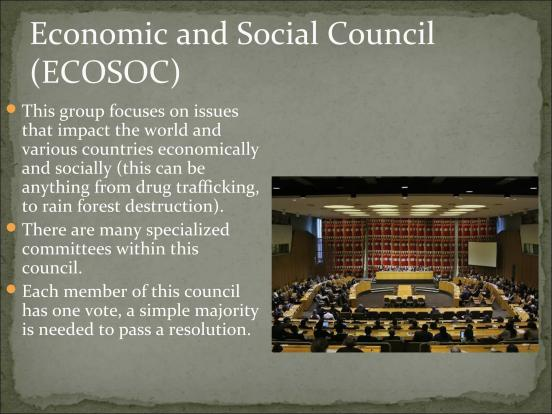 Economic and Social Council
(ECOSOC)
This group focuses on issues
that impact the world and
various countries economically
and socially (this can be
anything from drug trafficking,
to rain forest destruction).
There are many specialized
committees within this
council.
Each member of this council
has one vote, a simple majority
is needed to pass a resolution.